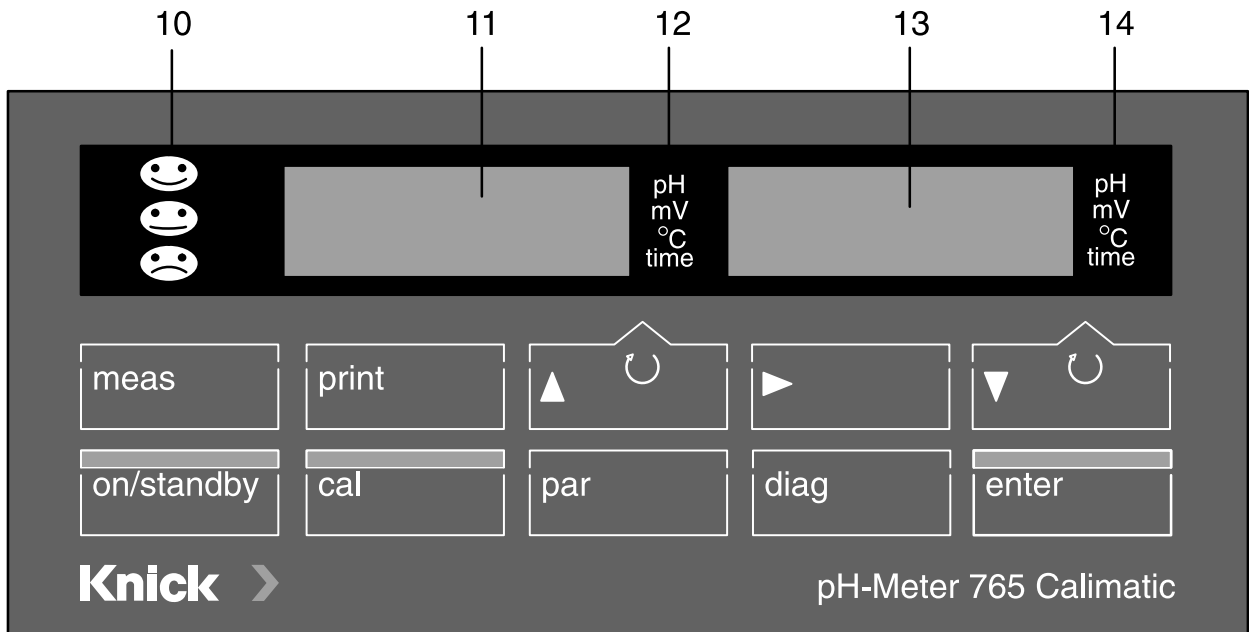 10 11 12 13 14
pH pH
mV mV
°C °C
time time
meas print
on/standby cal par diag enter
Knick pH-Meter 765 Calimatic